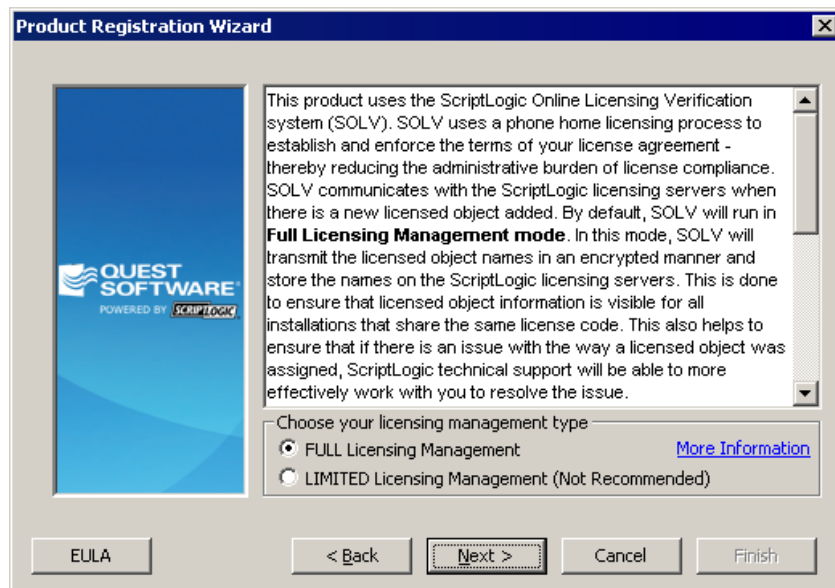 Product Registration Wizard
This product uses the ScriptLogic Online Licensing Verification
system (SOLV). SOLV uses a phone home licensing process to
establish and enforce the terms of your license agreement -
thereby reducing the administrative burden of license compliance.
SOLV communicates with the ScriptLogic licensing servers when
there is a new licensed object added. By default, SOLV will run in
Full Licensing Management mode. In this mode, SOLV will
transmit the licensed object names in an encrypted manner and
store the names on the ScriptLogic licensing servers. This is done
to ensure that licensed object information is visible for all
installations that share the same license code. This also helps to
ensure that if there is an issue with the way a licensed object was
assigned, ScriptLogic technical support will be able to more
effectively work with you to resolve the issue.
QUEST
SOFTWARE
POWERED BY SCRIPTLOGIC
Choose your licensing management type
FULL Licensing Management More Information
LIMITED Licensing Management (Not Recommended)
EULA < Back Next > Cancel Finish